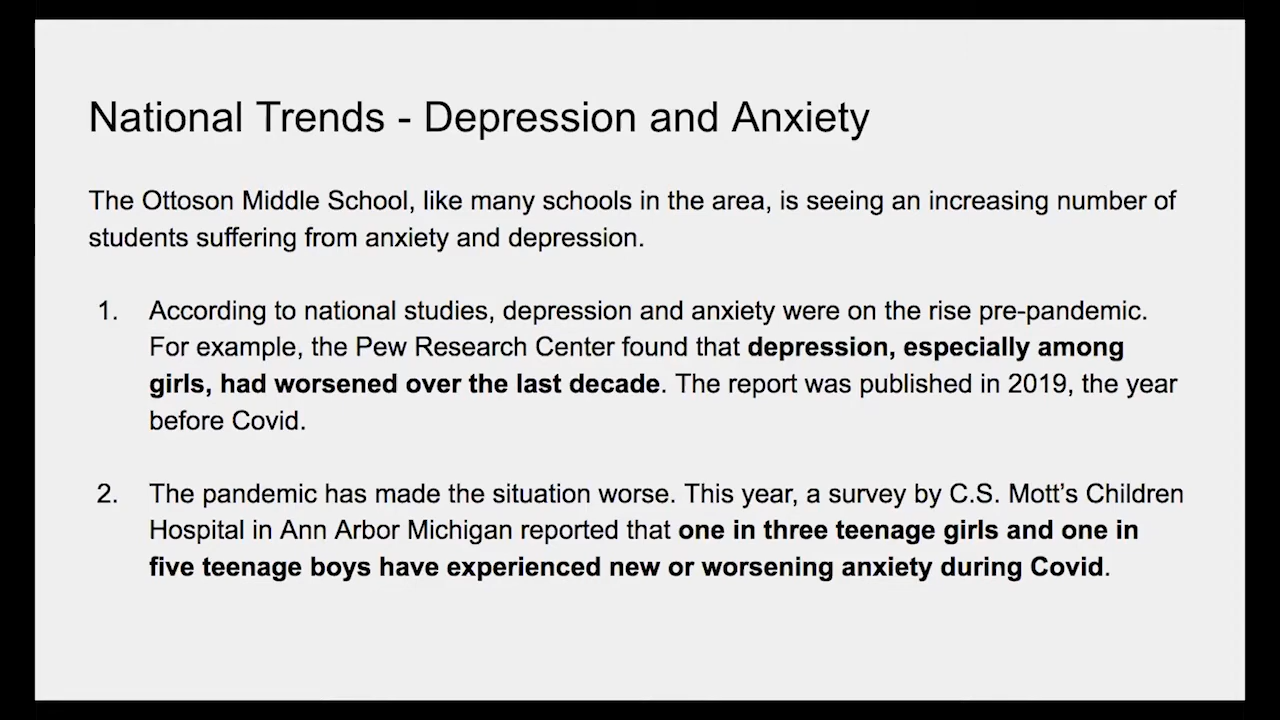 National Trends - Depression and Anxiety
The Ottoson Middle School, like many schools in the area, is seeing an increasing number of
students suffering from anxiety and depression.
1. According to national studies, depression and anxiety were on the rise pre-pandemic.
For example, the Pew Research Center found that depression, especially among
girls, had worsened over the last decade. The report was published in 2019, the year
before Covid.
2. The pandemic has made the situation worse. This year, a survey by C.S. Mott’s Children
Hospital in Ann Arbor Michigan reported that one in three teenage girls and one in
five teenage boys have experienced new or worsening anxiety during Covid.